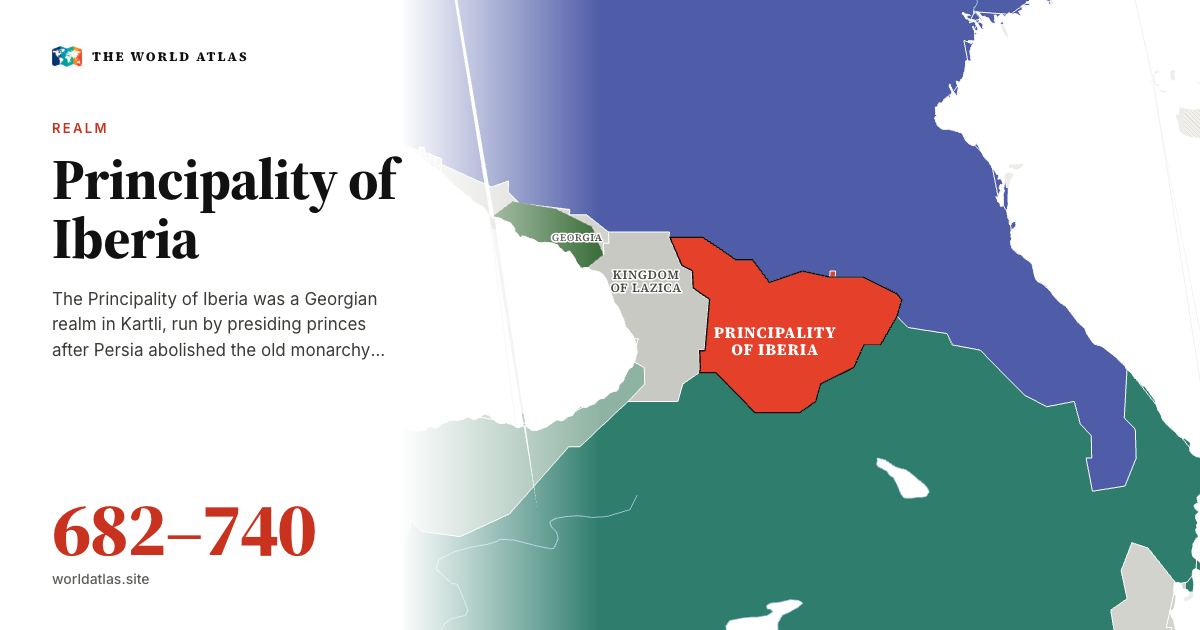 THE WORLD ATLAS
REALM
Principality of
Iberia
The Principality of Iberia was a Georgian
realm in Kartli, run by presiding princes
after Persia abolished the old monarchy…
682–740
worldatlas.site
GEORGIA
KINGDOM
OF LAZICA
PRINCIPALITY
OF IBERIA